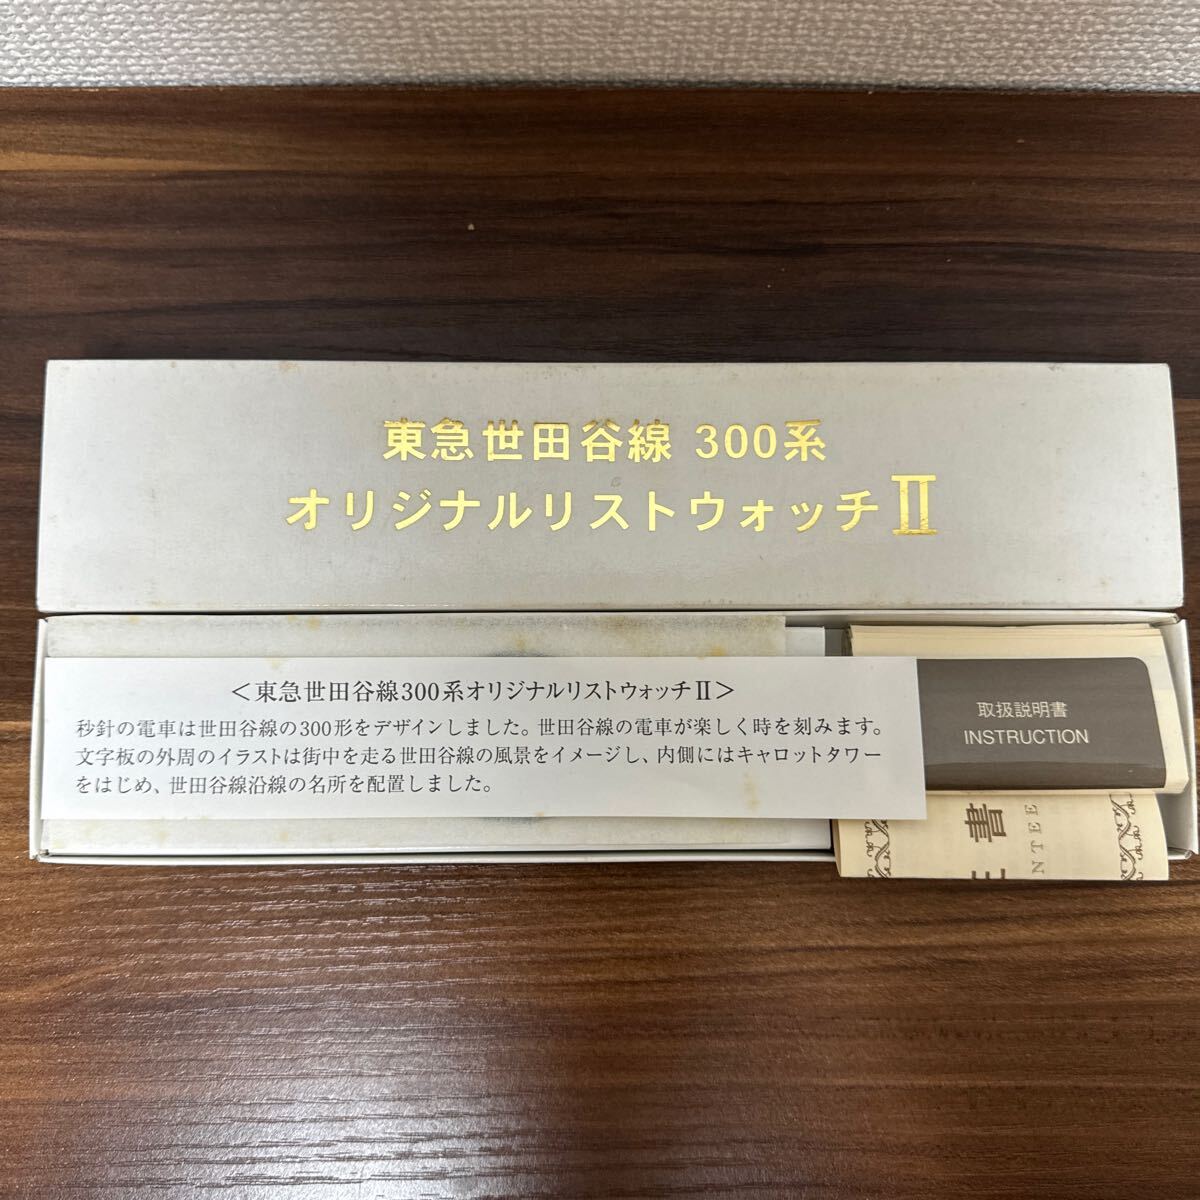 東急世田谷線 300系
オリジナルリストウォッチⅡ
＜東急世田谷線300系オリジナルリストウォッチⅡ＞
秒針の電車は世田谷線の300形をデザインしました。世田谷線の電車が楽しく時を刻みます。
文字板の外周のイラストは街中を走る世田谷線の風景をイメージし、内側にはキャロットタワー
をはじめ、世田谷線沿線の名所を配置しました。
取扱説明書
INSTRUCTION
書
NTEE